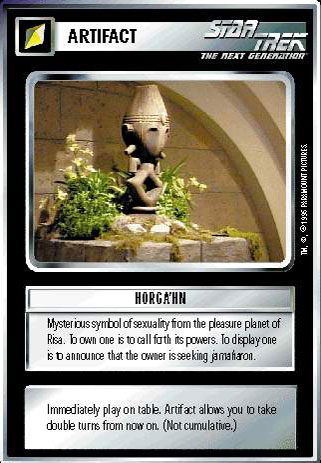 ARTIFACT
STAR TREK
THE NEXT GENERATION
TM, ®, © 1995 PARAMOUNT PICTURES.
HORGA'HN
Mysterious symbol of sexuality from the pleasure planet of
Risa. To own one is to call forth its powers. To display one
is to announce that the owner is seeking jamaharon.
Immediately play on table. Artifact allows you to take
double turns from now on. (Not cumulative.)